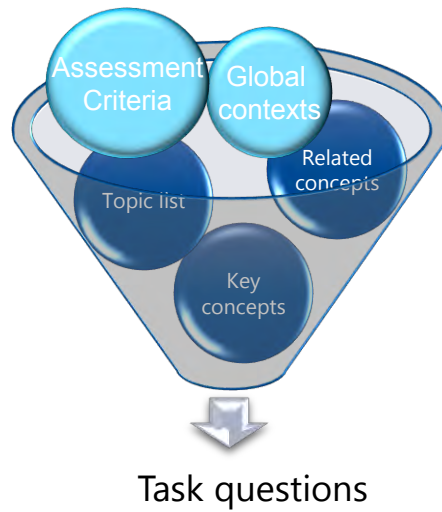 Assessment
Criteria
Global
contexts
Related
concepts
Topic list
Key
concepts
Task questions